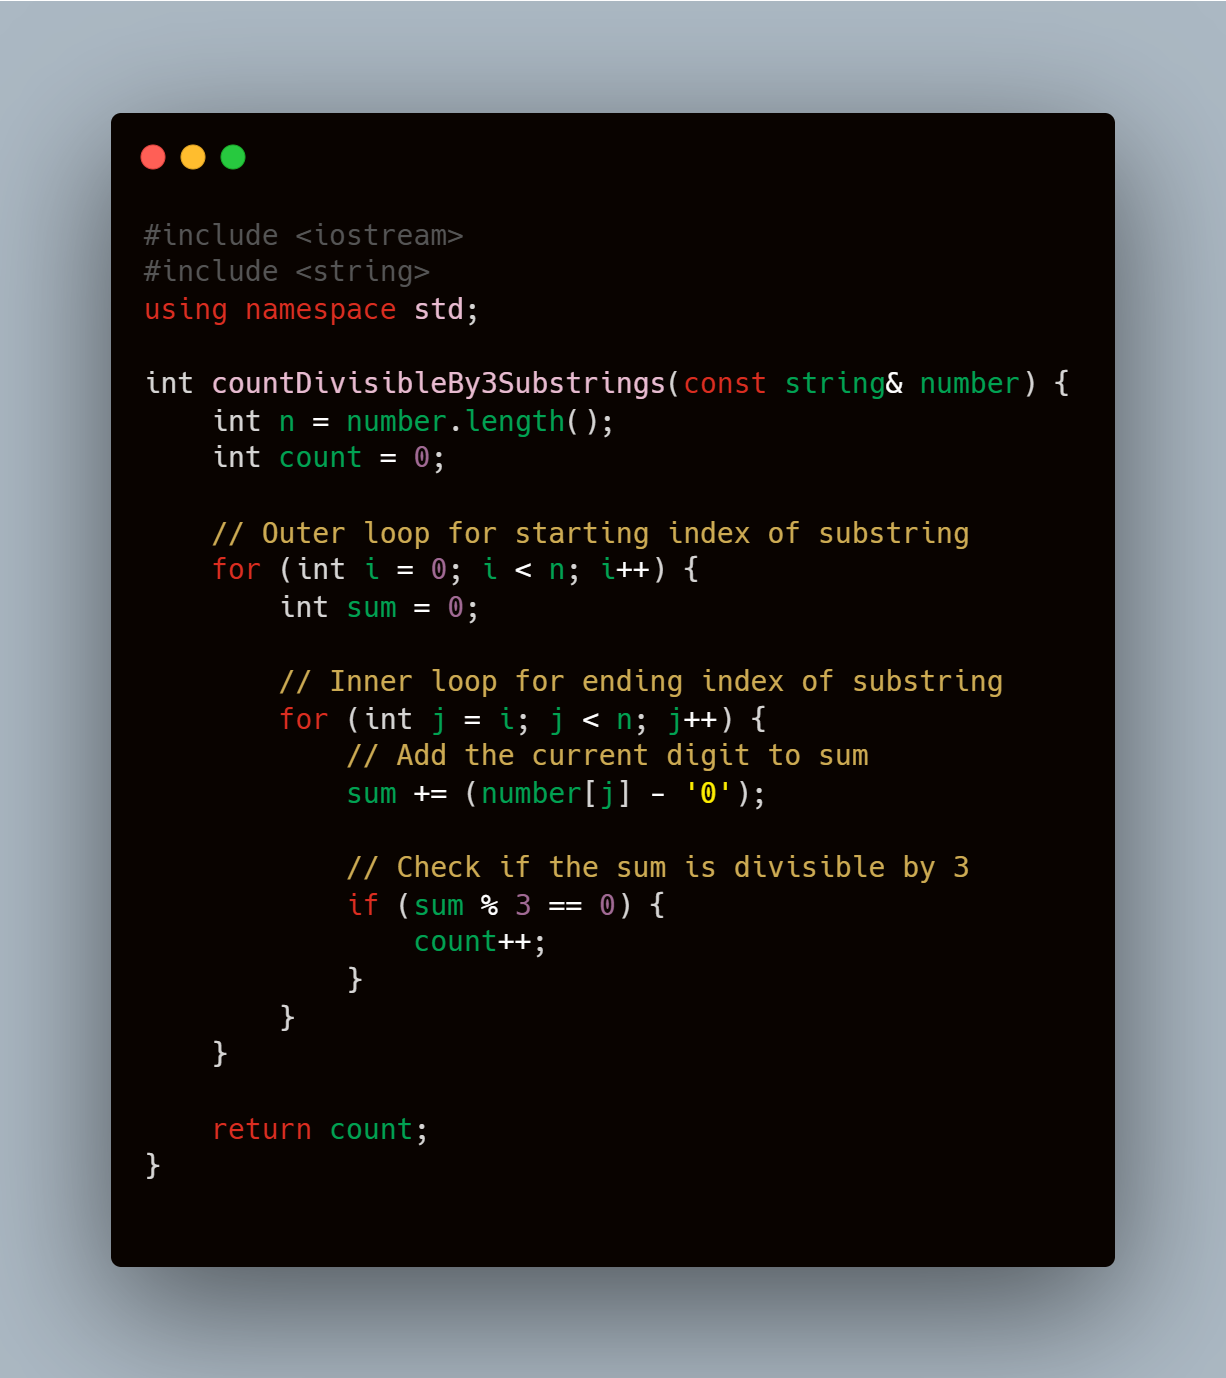 #include <iostream>
#include <string>
using namespace std;

int countDivisibleBy3Substrings(const string& number) {
    int n = number.length();
    int count = 0;

    // Outer loop for starting index of substring
    for (int i = 0; i < n; i++) {
        int sum = 0;

        // Inner loop for ending index of substring
        for (int j = i; j < n; j++) {
            // Add the current digit to sum
            sum += (number[j] - '0');

            // Check if the sum is divisible by 3
            if (sum % 3 == 0) {
                count++;
            }
        }
    }

    return count;
}